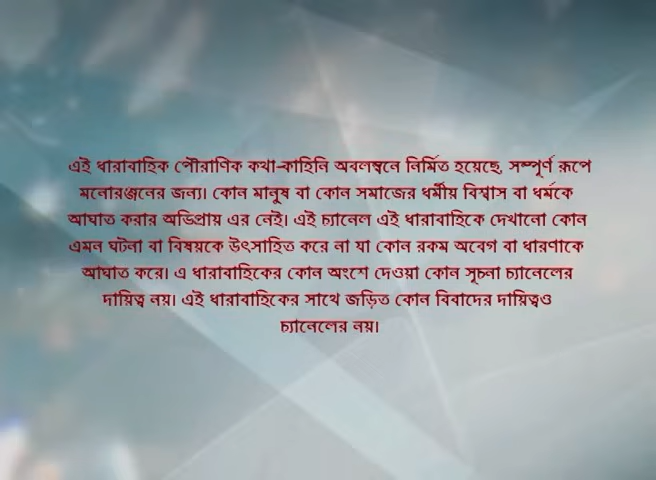 এই ধারাবাহিক পৌরাণিক কথা-কাহিনি অবলম্বনে নির্মিত হয়েছে, সম্পূর্ণ রূপে
মনোরঞ্জনের জন্য। কোন মানুষ বা কোন সমাজের ধর্মীয় বিশ্বাস বা ধর্মকে
আঘাত করার অভিপ্রায় এর নেই। এই চ্যানেল এই ধারাবাহিকে দেখানো কোন
এমন ঘটনা বা বিষয়কে উৎসাহিত করে না যা কোন রকম অবেগ বা ধারণাকে
আঘাত করে। এ ধারাবাহিকের কোন অংশে দেওয়া কোন সূচনা চ্যানেলের
দায়িত্ব নয়। এই ধারাবাহিকের সাথে জড়িত কোন বিবাদের দায়িত্বও
চ্যানেলের নয়।